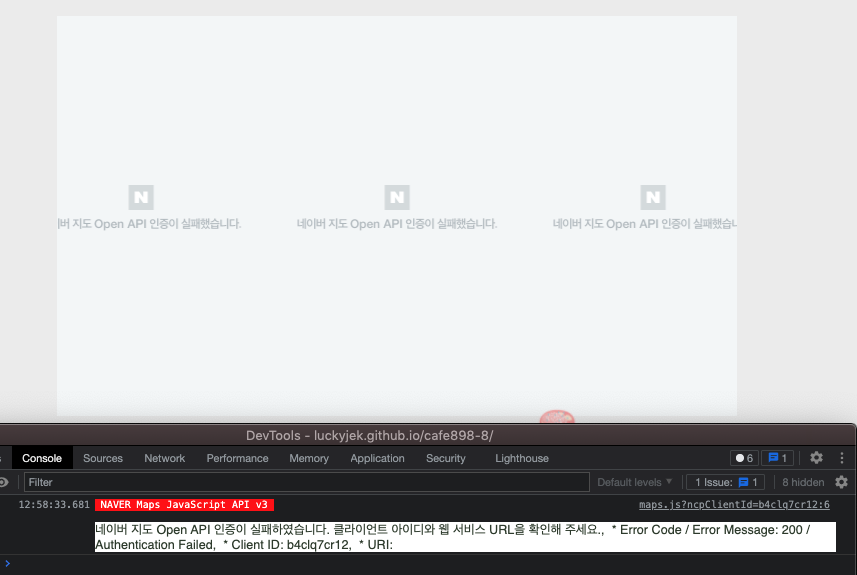 N N N
버 지도 Open API 인증이 실패했습니다. 네이버 지도 Open API 인증이 실패했습니다. 네이버 지도 Open API 인증이 실패했습니
DevTools - luckyjek.github.io/cafe898-8/
s Console Sources Network Performance Memory Application Security Lighthouse 6 1
Filter Default levels ▼ 1 Issue: 1 8 hidden
12:58:33.681 NAVER Maps JavaScript API v3 maps.js?ncpClientId=b4clq7cr12:6
네이버 지도 Open API 인증이 실패하였습니다. 클라이언트 아이디와 웹 서비스 URL을 확인해 주세요., * Error Code / Error Message: 200 /
Authentication Failed, * Client ID: b4clq7cr12, * URI:
>